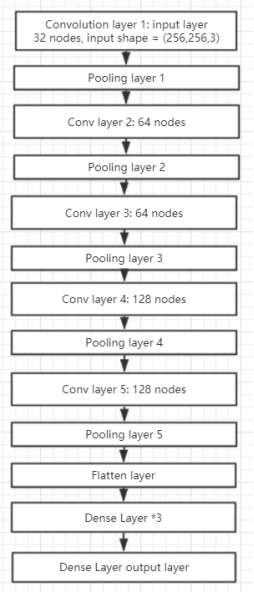 Convolution layer 1: input layer
32 nodes, input shape = (256,256,3)
Pooling layer 1
Conv layer 2: 64 nodes
Pooling layer 2
Conv layer 3: 64 nodes
Pooling layer 3
Conv layer 4: 128 nodes
Pooling layer 4
Conv layer 5: 128 nodes
Pooling layer 5
Flatten layer
Dense Layer *3
Dense Layer output layer